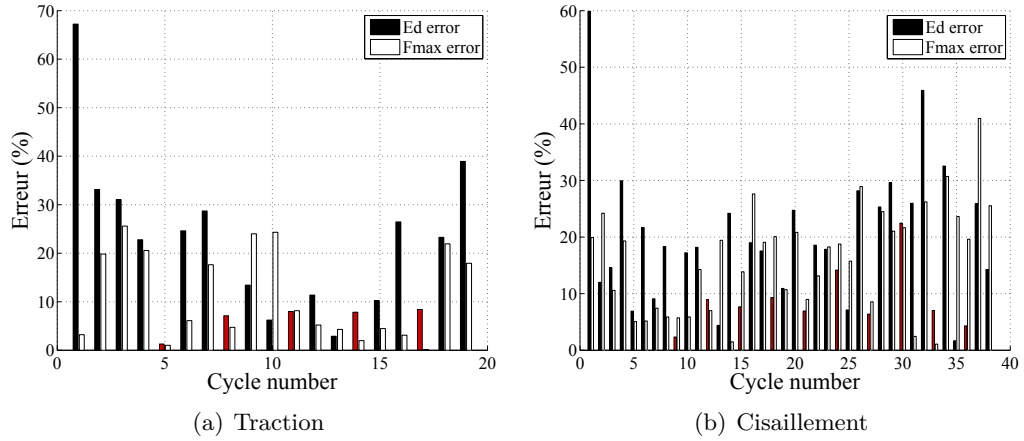 70
60
50
40
30
20
10
0
Erreur (%)
Ed error
Fmax error
0 5 10 15 20
Cycle number
(a) Traction
60
50
40
30
20
10
0
Erreur (%)
Ed error
Fmax error
0 5 10 15 20 25 30 35 40
Cycle number
(b) Cisaillement